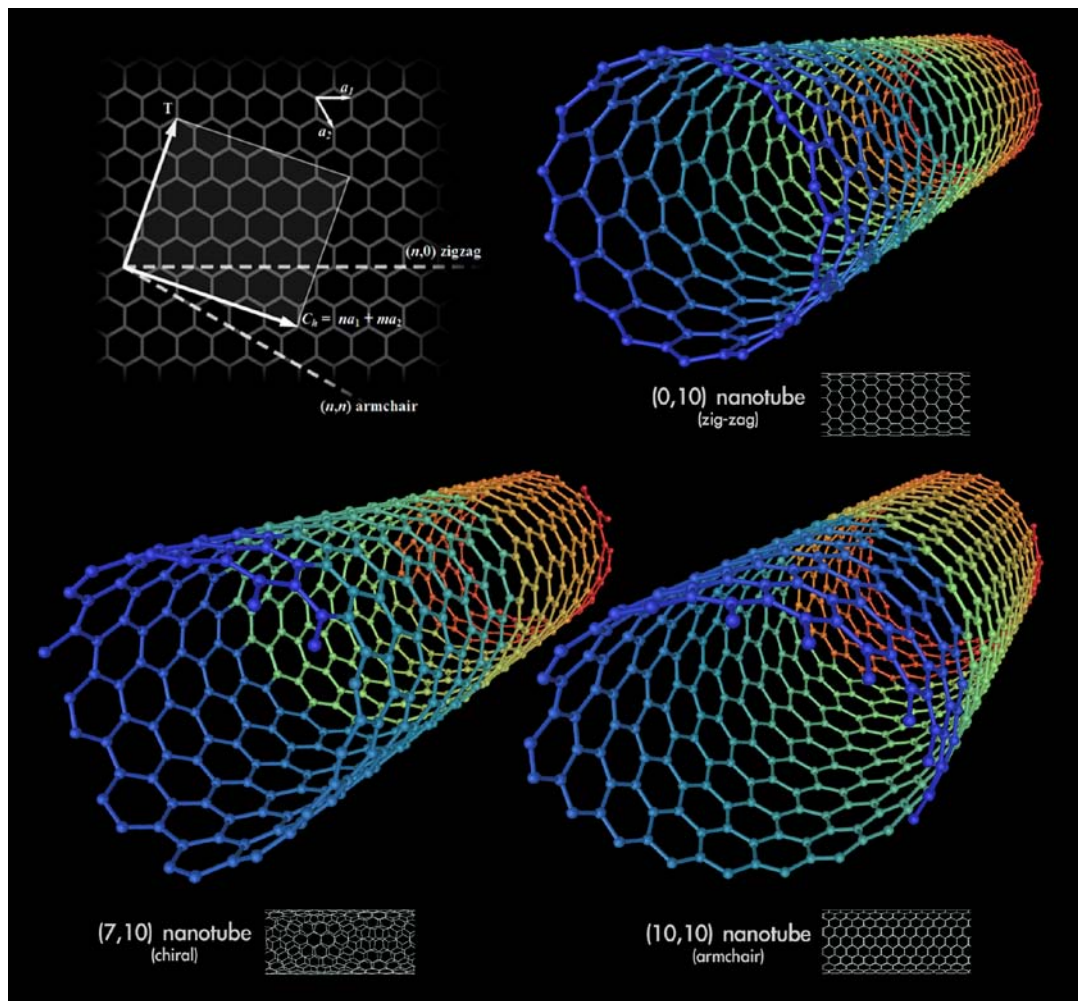 T
a1
a2
(n,0) zigzag
Ch = na1 + ma2
(n,n) armchair
(0,10) nanotube
(zig-zag)
(7,10) nanotube
(chiral)
(10,10) nanotube
(armchair)